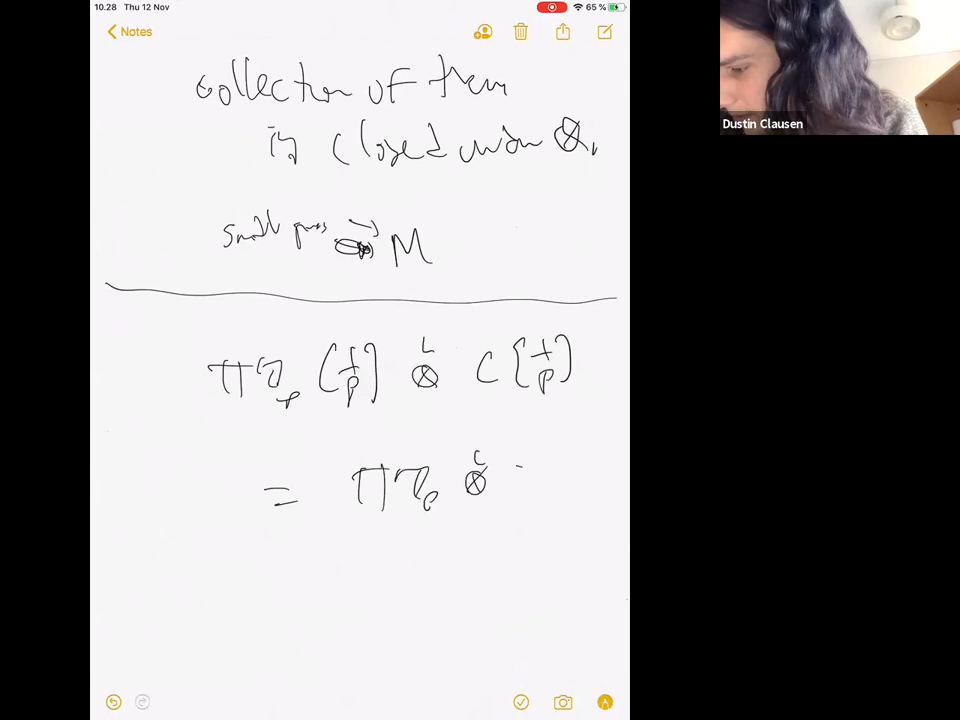 10.28 Thu 12 Nov
65 %
Notes
Dustin Clausen
collection of them
is closed under ⊗.
small pres → M
∏ ℤ_p [1/p] ⊗^L C [1/p]
= ∏ ℤ_p ⊗^L